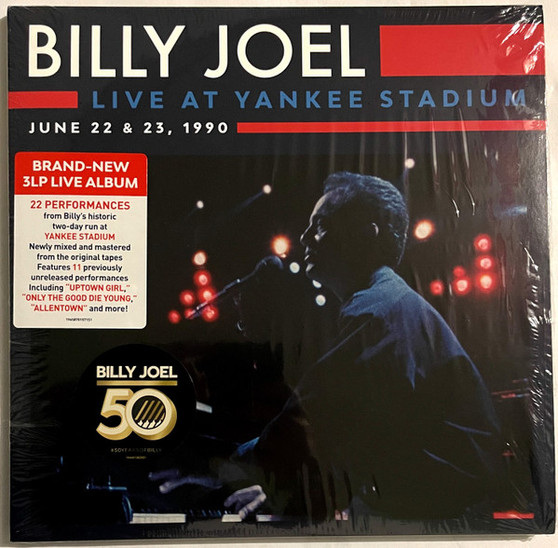 BILLY JOEL
LIVE AT YANKEE STADIUM
JUNE 22 & 23, 1990
BRAND-NEW
3LP LIVE ALBUM
22 PERFORMANCES
from Billy's historic
two-day run at
YANKEE STADIUM
Newly mixed and mastered
from the original tapes
Features 11 previously
unreleased performances
Including "UPTOWN GIRL,"
"ONLY THE GOOD DIE YOUNG,"
"ALLENTOWN" and more!
BILLY JOEL
50